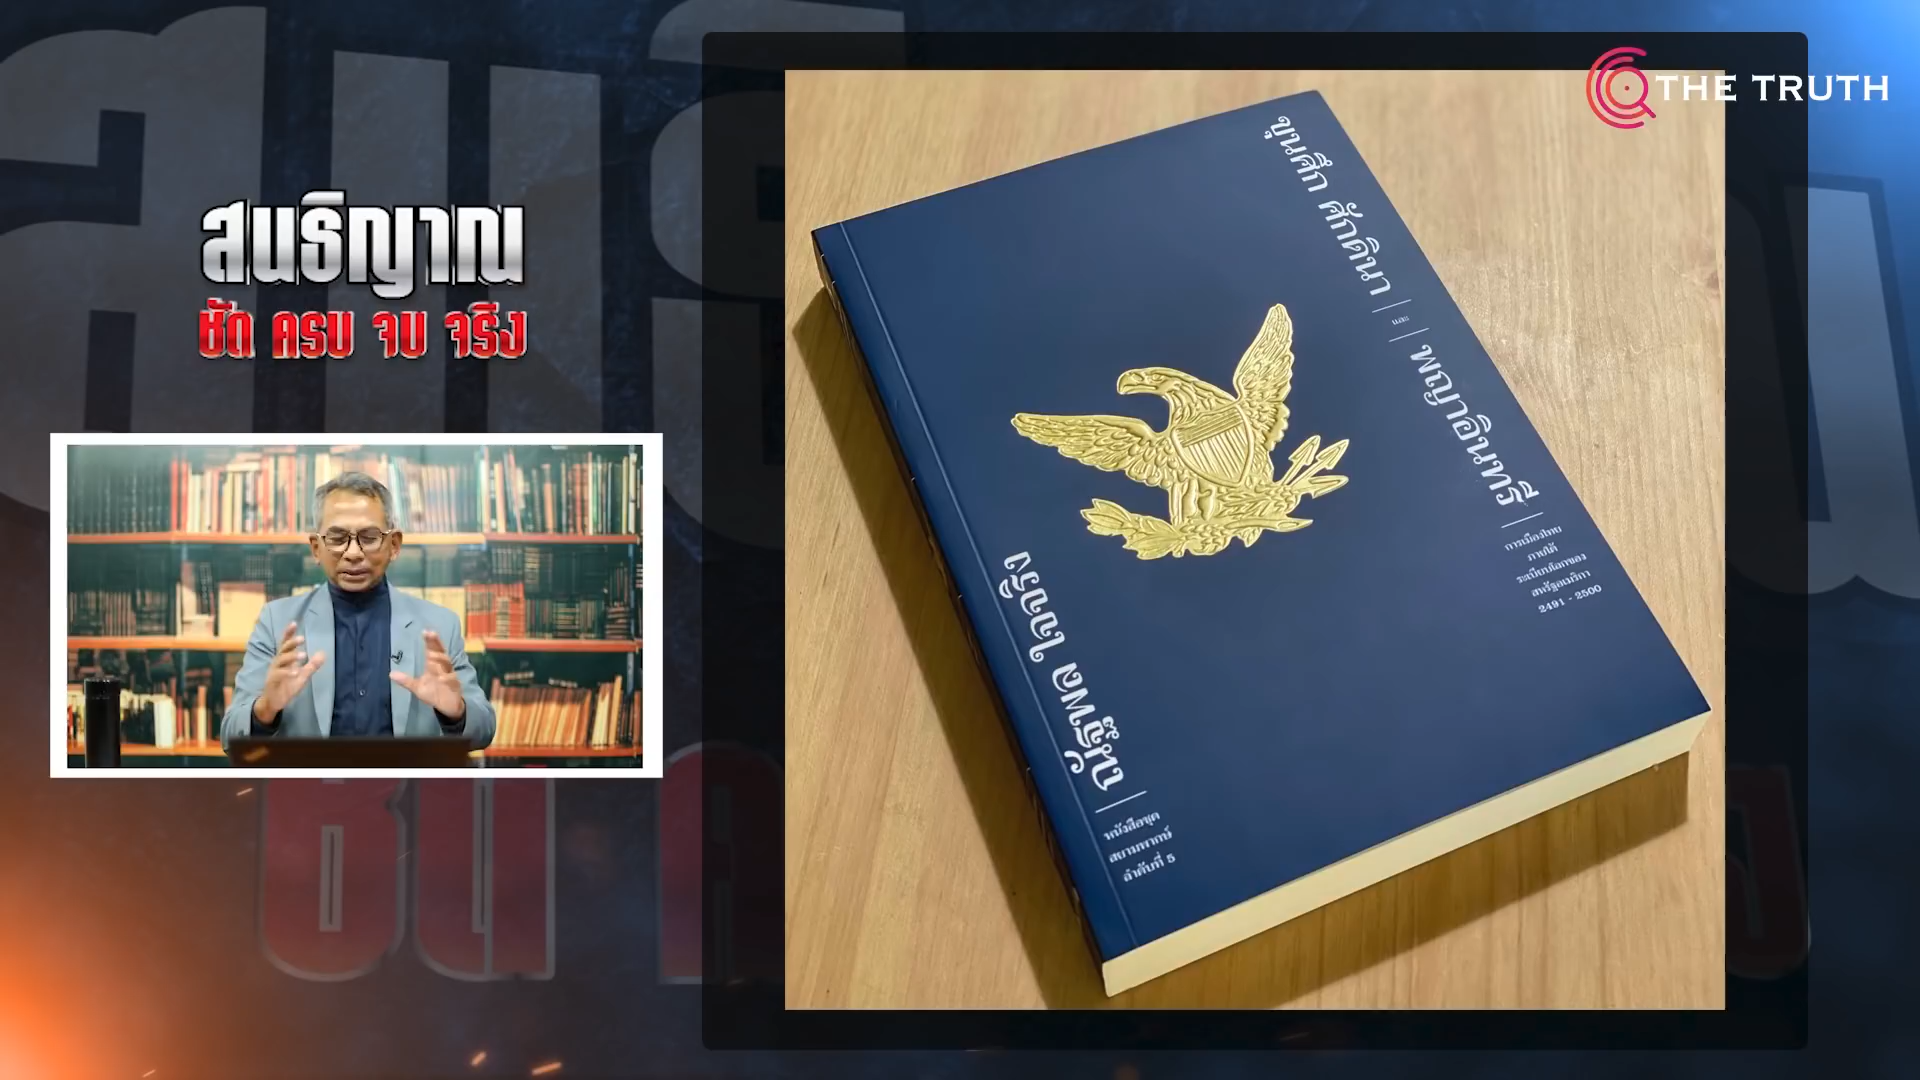 THE TRUTH
สนธิญาณ
ชัด ครบ จบ จริง
ขุนศึก ศักดินา
และ
พญาอินทรี
การเมืองไทย
ภายใต้
ระเบียบโลกของ
สหรัฐอเมริกา
2491 - 2500
ณัฐพล ใจจริง
หนังสือชุด
สยามพากษ์
ลำดับที่ 5